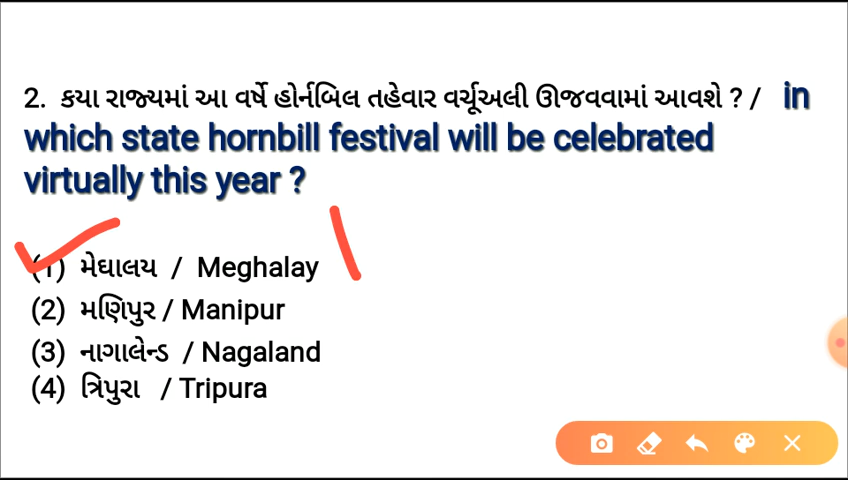 2. કયા રાજ્યમાં આ વર્ષે હોર્નબિલ તહેવાર વર્ચૂઅલી ઊજવવામાં આવશે ? / in
which state hornbill festival will be celebrated
virtually this year ?
(1) મેઘાલય / Meghalay
(2) મણિપુર / Manipur
(3) નાગાલેન્ડ / Nagaland
(4) ત્રિપુરા / Tripura